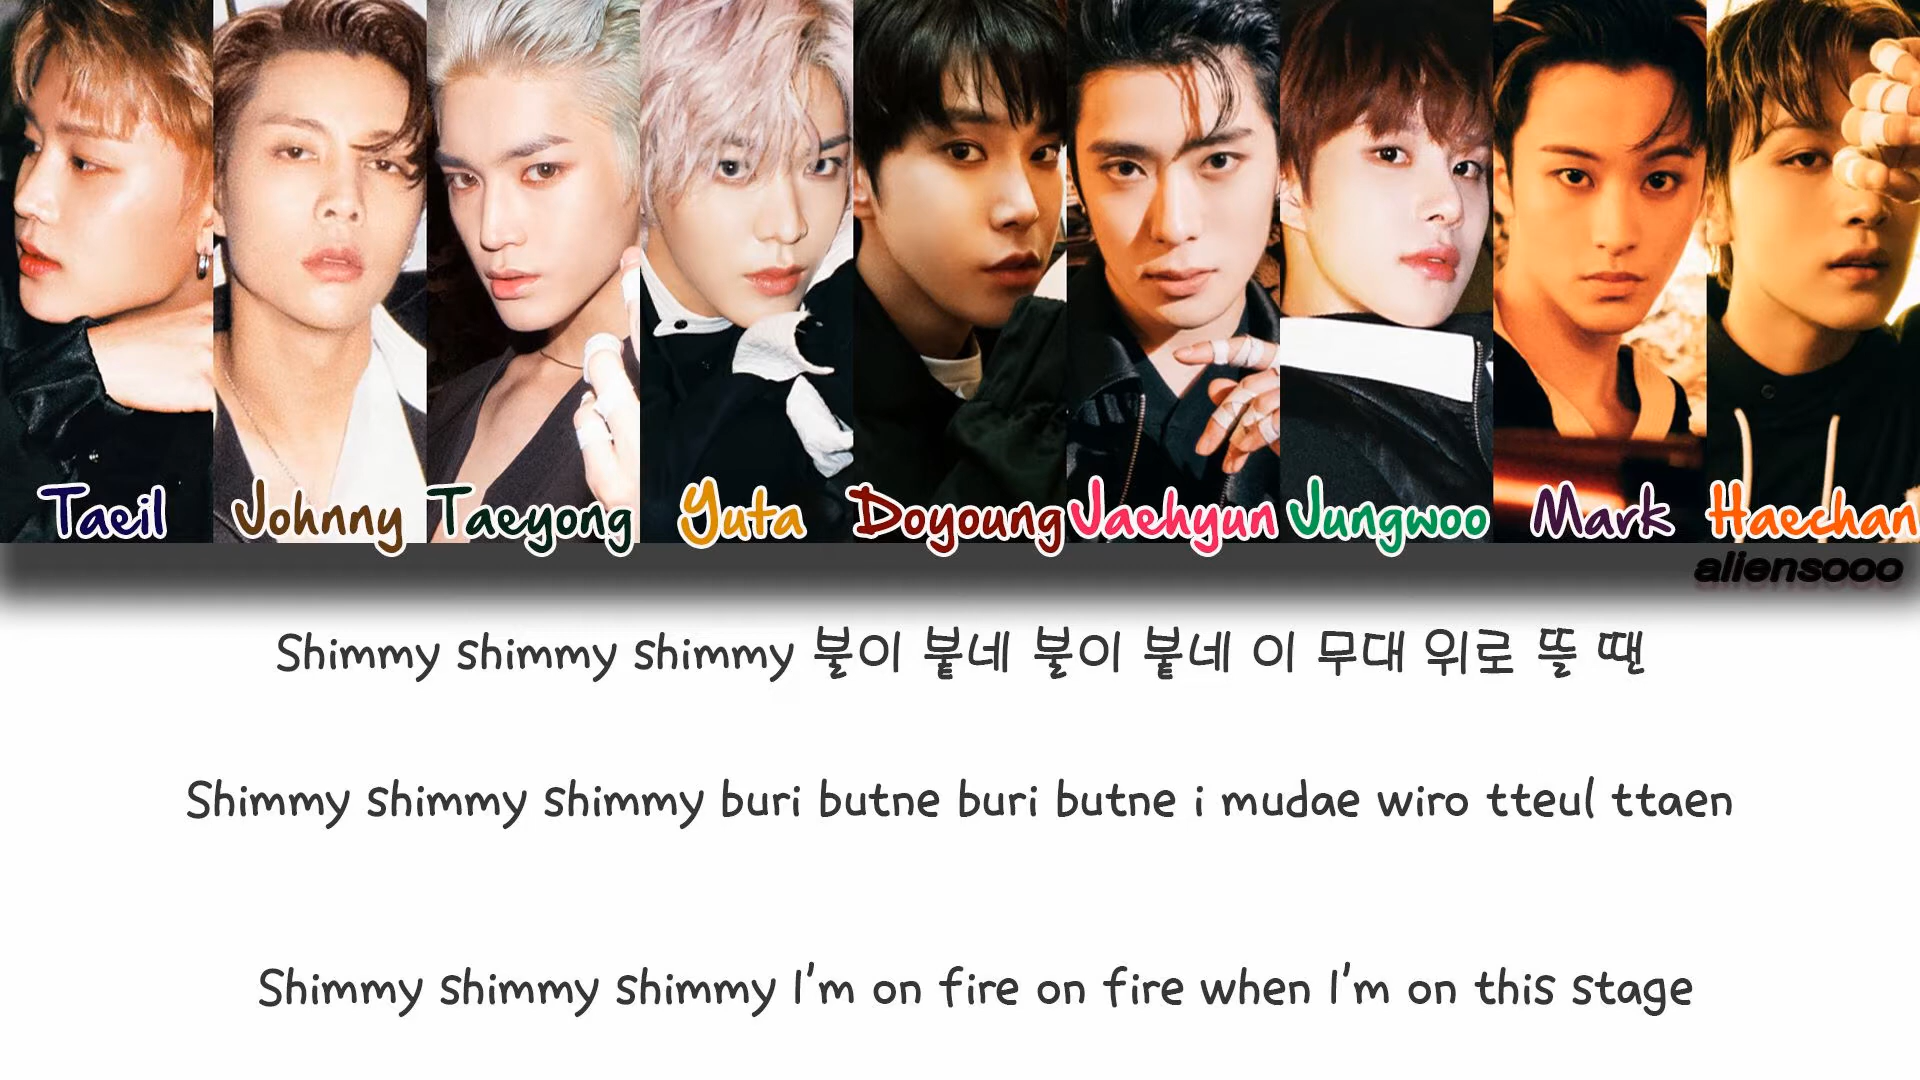 Taeil Johnny Taeyong Yuta Doyoung Jaehyun Jungwoo Mark Haechan
aliensooo
Shimmy shimmy shimmy 불이 붙네 불이 붙네 이 무대 위로 뜰 땐
Shimmy shimmy shimmy buri butne buri butne i mudae wiro tteul ttaen
Shimmy shimmy shimmy I'm on fire on fire when I'm on this stage